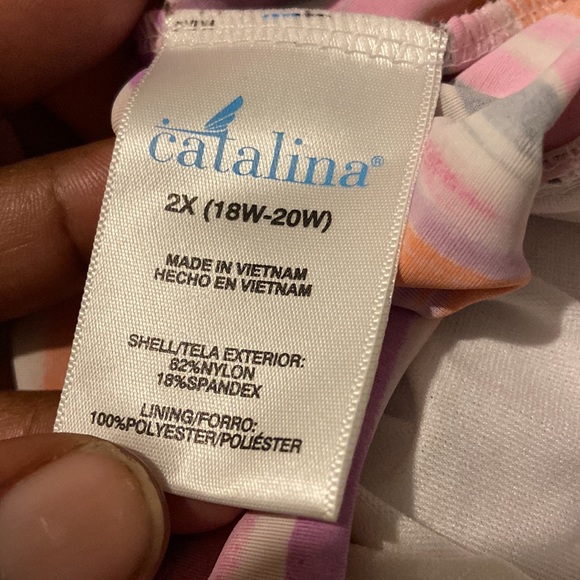 catalina®
2X (18W-20W)
MADE IN VIETNAM
HECHO EN VIETNAM
SHELL/TELA EXTERIOR:
82%NYLON
18%SPANDEX
LINING/FORRO:
100%POLYESTER/POLIÉSTER